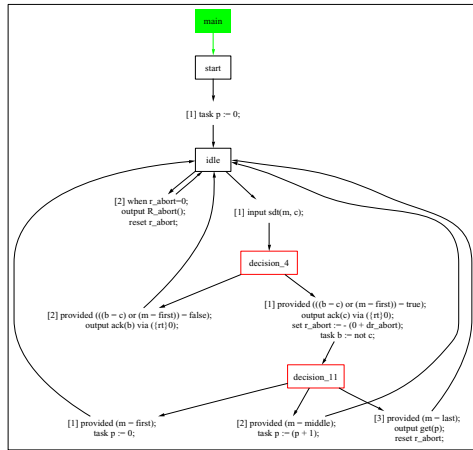 main
start
[1] task p := 0;
idle
[2] when r_abort=0;
output R_abort();
reset r_abort;
[1] input sdt(m, c);
decision_4
[2] provided (((b = c) or (m = first)) = false);
output ack(b) via ({rt}0);
[1] provided (((b = c) or (m = first)) = true);
output ack(c) via ({rt}0);
set r_abort := - (0 + dr_abort);
task b := not c;
decision_11
[1] provided (m = first);
task p := 0;
[2] provided (m = middle);
task p := (p + 1);
[3] provided (m = last);
output get(p);
reset r_abort;